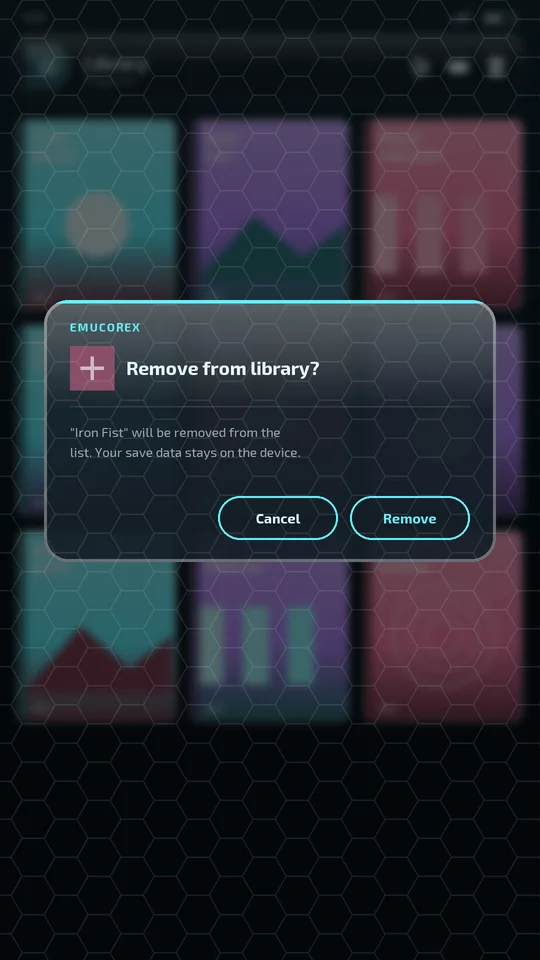 EMUCOREX
Remove from library?
"Iron Fist" will be removed from the
list. Your save data stays on the device.
Cancel
Remove